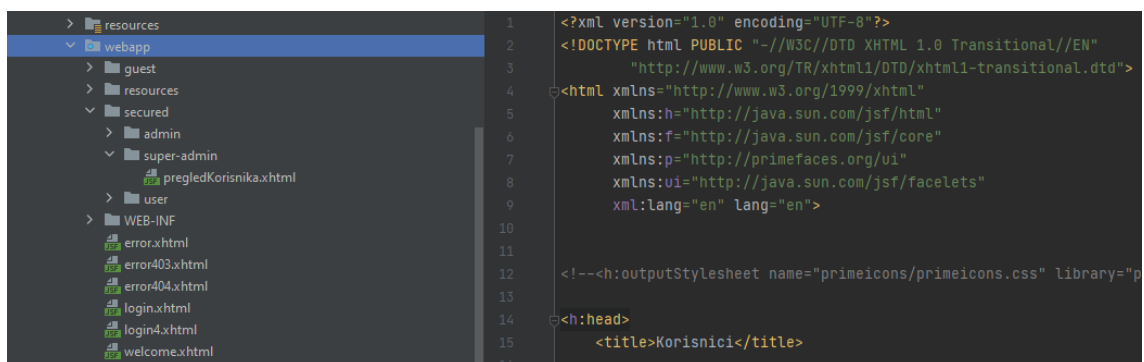 resources
webapp
guest
resources
secured
admin
super-admin
pregledKorisnika.xhtml
user
WEB-INF
error.xhtml
error403.xhtml
error404.xhtml
login.xhtml
login4.xhtml
welcome.xhtml
1 <?xml version="1.0" encoding="UTF-8"?>
2 <!DOCTYPE html PUBLIC "-//W3C//DTD XHTML 1.0 Transitional//EN"
3 "http://www.w3.org/TR/xhtml1/DTD/xhtml1-transitional.dtd">
4 <html xmlns="http://www.w3.org/1999/xhtml"
5 xmlns:h="http://java.sun.com/jsf/html"
6 xmlns:f="http://java.sun.com/jsf/core"
7 xmlns:p="http://primefaces.org/ui"
8 xmlns:ui="http://java.sun.com/jsf/facelets"
9 xml:lang="en" lang="en">
10
11
12 <!--<h:outputStylesheet name="primeicons/primeicons.css" library="p
13
14 <h:head>
15 <title>Korisnici</title>